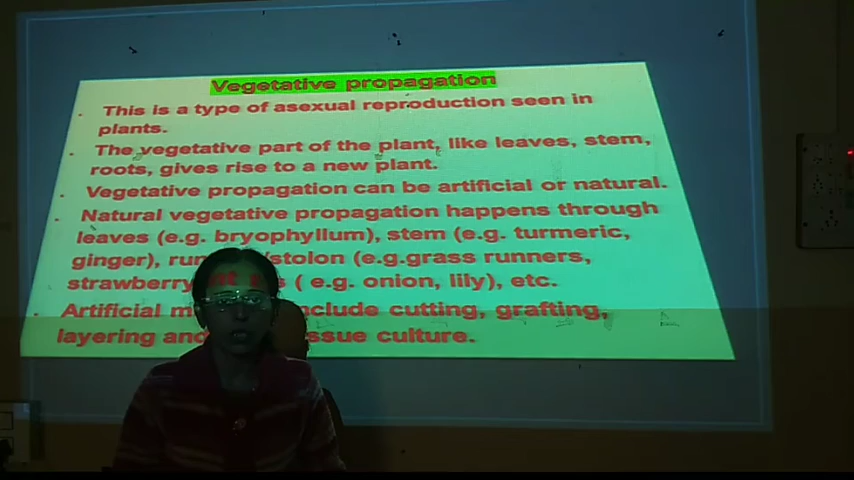 Vegetative propagation
This is a type of asexual reproduction seen in
plants.
The vegetative part of the plant, like leaves, stem,
roots, gives rise to a new plant.
Vegetative propagation can be artificial or natural.
Natural vegetative propagation happens through
leaves (e.g. bryophyllum), stem (e.g. turmeric,
ginger), /stolon (e.g.grass runners,
strawberry ( e.g. onion, lily), etc.
Artificial include cutting, grafting,
layering and tissue culture.